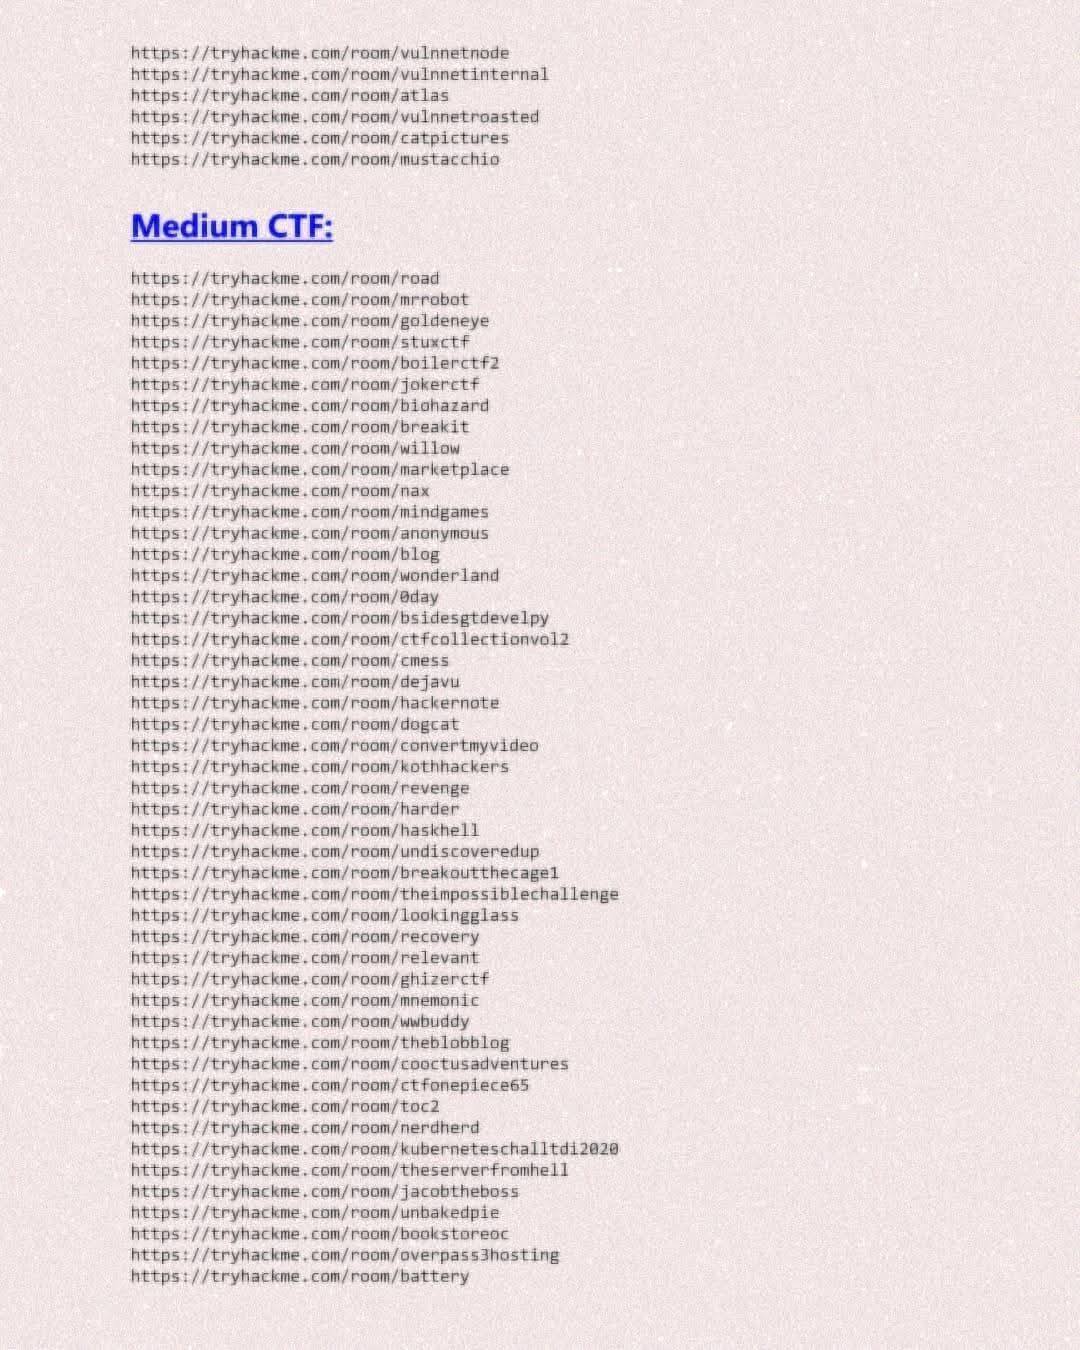 https://tryhackme.com/room/vulnnetnode
https://tryhackme.com/room/vulnnetinternal
https://tryhackme.com/room/atlas
https://tryhackme.com/room/vulnnetroasted
https://tryhackme.com/room/catpictures
https://tryhackme.com/room/mustacchio
Medium CTF:
https://tryhackme.com/room/road
https://tryhackme.com/room/mrrobot
https://tryhackme.com/room/goldeneye
https://tryhackme.com/room/stuxctf
https://tryhackme.com/room/boilerctf2
https://tryhackme.com/room/jokerctf
https://tryhackme.com/room/biohazard
https://tryhackme.com/room/breakit
https://tryhackme.com/room/willow
https://tryhackme.com/room/marketplace
https://tryhackme.com/room/nax
https://tryhackme.com/room/mindgames
https://tryhackme.com/room/anonymous
https://tryhackme.com/room/blog
https://tryhackme.com/room/wonderland
https://tryhackme.com/room/0day
https://tryhackme.com/room/bsidesgtdevelpy
https://tryhackme.com/room/ctfcollectionvol2
https://tryhackme.com/room/cmess
https://tryhackme.com/room/dejavu
https://tryhackme.com/room/hackernote
https://tryhackme.com/room/dogcat
https://tryhackme.com/room/convertmyvideo
https://tryhackme.com/room/kothhackers
https://tryhackme.com/room/revenge
https://tryhackme.com/room/harder
https://tryhackme.com/room/haskhell
https://tryhackme.com/room/undiscoveredup
https://tryhackme.com/room/breakoutthecage1
https://tryhackme.com/room/theimpossiblechallenge
https://tryhackme.com/room/lookingglass
https://tryhackme.com/room/recovery
https://tryhackme.com/room/relevant
https://tryhackme.com/room/ghizerctf
https://tryhackme.com/room/mnemonic
https://tryhackme.com/room/wwbuddy
https://tryhackme.com/room/theblobblog
https://tryhackme.com/room/cooctusadventures
https://tryhackme.com/room/ctfonepiece65
https://tryhackme.com/room/toc2
https://tryhackme.com/room/nerdherd
https://tryhackme.com/room/kuberneteschalltdi2020
https://tryhackme.com/room/theserverfromhell
https://tryhackme.com/room/jacobtheboss
https://tryhackme.com/room/unbakedpie
https://tryhackme.com/room/bookstoreoc
https://tryhackme.com/room/overpass3hosting
https://tryhackme.com/room/battery